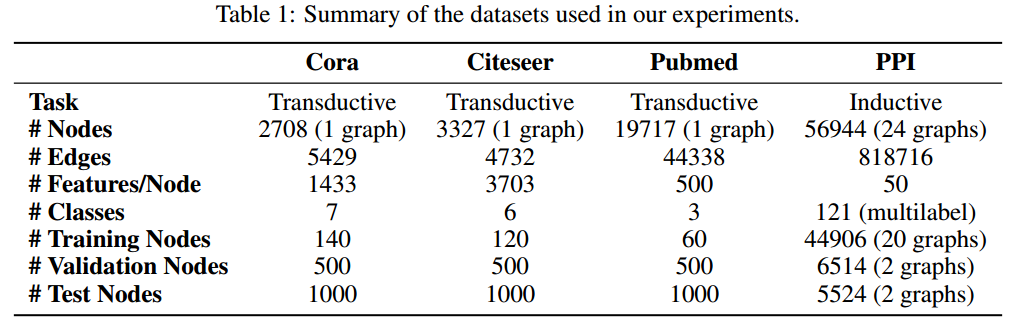 Table 1: Summary of the datasets used in our experiments.
Cora Citeseer Pubmed PPI
Task Transductive Transductive Transductive Inductive
# Nodes 2708 (1 graph) 3327 (1 graph) 19717 (1 graph) 56944 (24 graphs)
# Edges 5429 4732 44338 818716
# Features/Node 1433 3703 500 50
# Classes 7 6 3 121 (multilabel)
# Training Nodes 140 120 60 44906 (20 graphs)
# Validation Nodes 500 500 500 6514 (2 graphs)
# Test Nodes 1000 1000 1000 5524 (2 graphs)